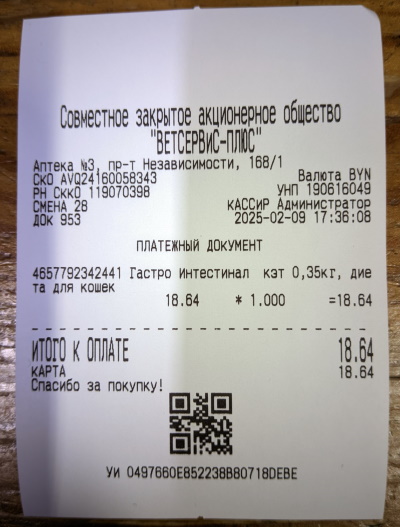 Совместное закрытое акционерное общество
"ВЕТСЕРВИС-ПЛЮС"
Аптека №3, пр-т Независимости, 168/1
СКО AVQ24160058343 Валюта BYN
РН СККО 119070398 УНП 190616049
СМЕНА 28 КАССИР Администратор
ДОК 953 2025-02-09 17:36:08
ПЛАТЕЖНЫЙ ДОКУМЕНТ
4657792342441 Гастро Интестинал кэт 0,35кг, дие
та для кошек
18.64 * 1.000 =18.64
ИТОГО К ОПЛАТЕ 18.64
КАРТА 18.64
Спасибо за покупку!
УИ 0497660E852238B80718DEBE